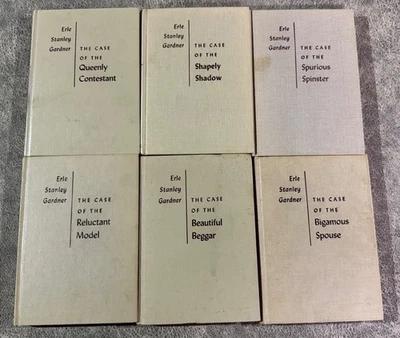 Erle
Stanley
Gardner
THE CASE
OF THE
Queenly
Contestant
Erle
Stanley
Gardner
THE CASE
OF THE
Shapely
Shadow
Erle
Stanley
Gardner
THE CASE
OF THE
Spurious
Spinster
Erle
Stanley
Gardner
THE CASE
OF THE
Reluctant
Model
Erle
Stanley
Gardner
THE CASE
OF THE
Beautiful
Beggar
Erle
Stanley
Gardner
THE CASE
OF THE
Bigamous
Spouse